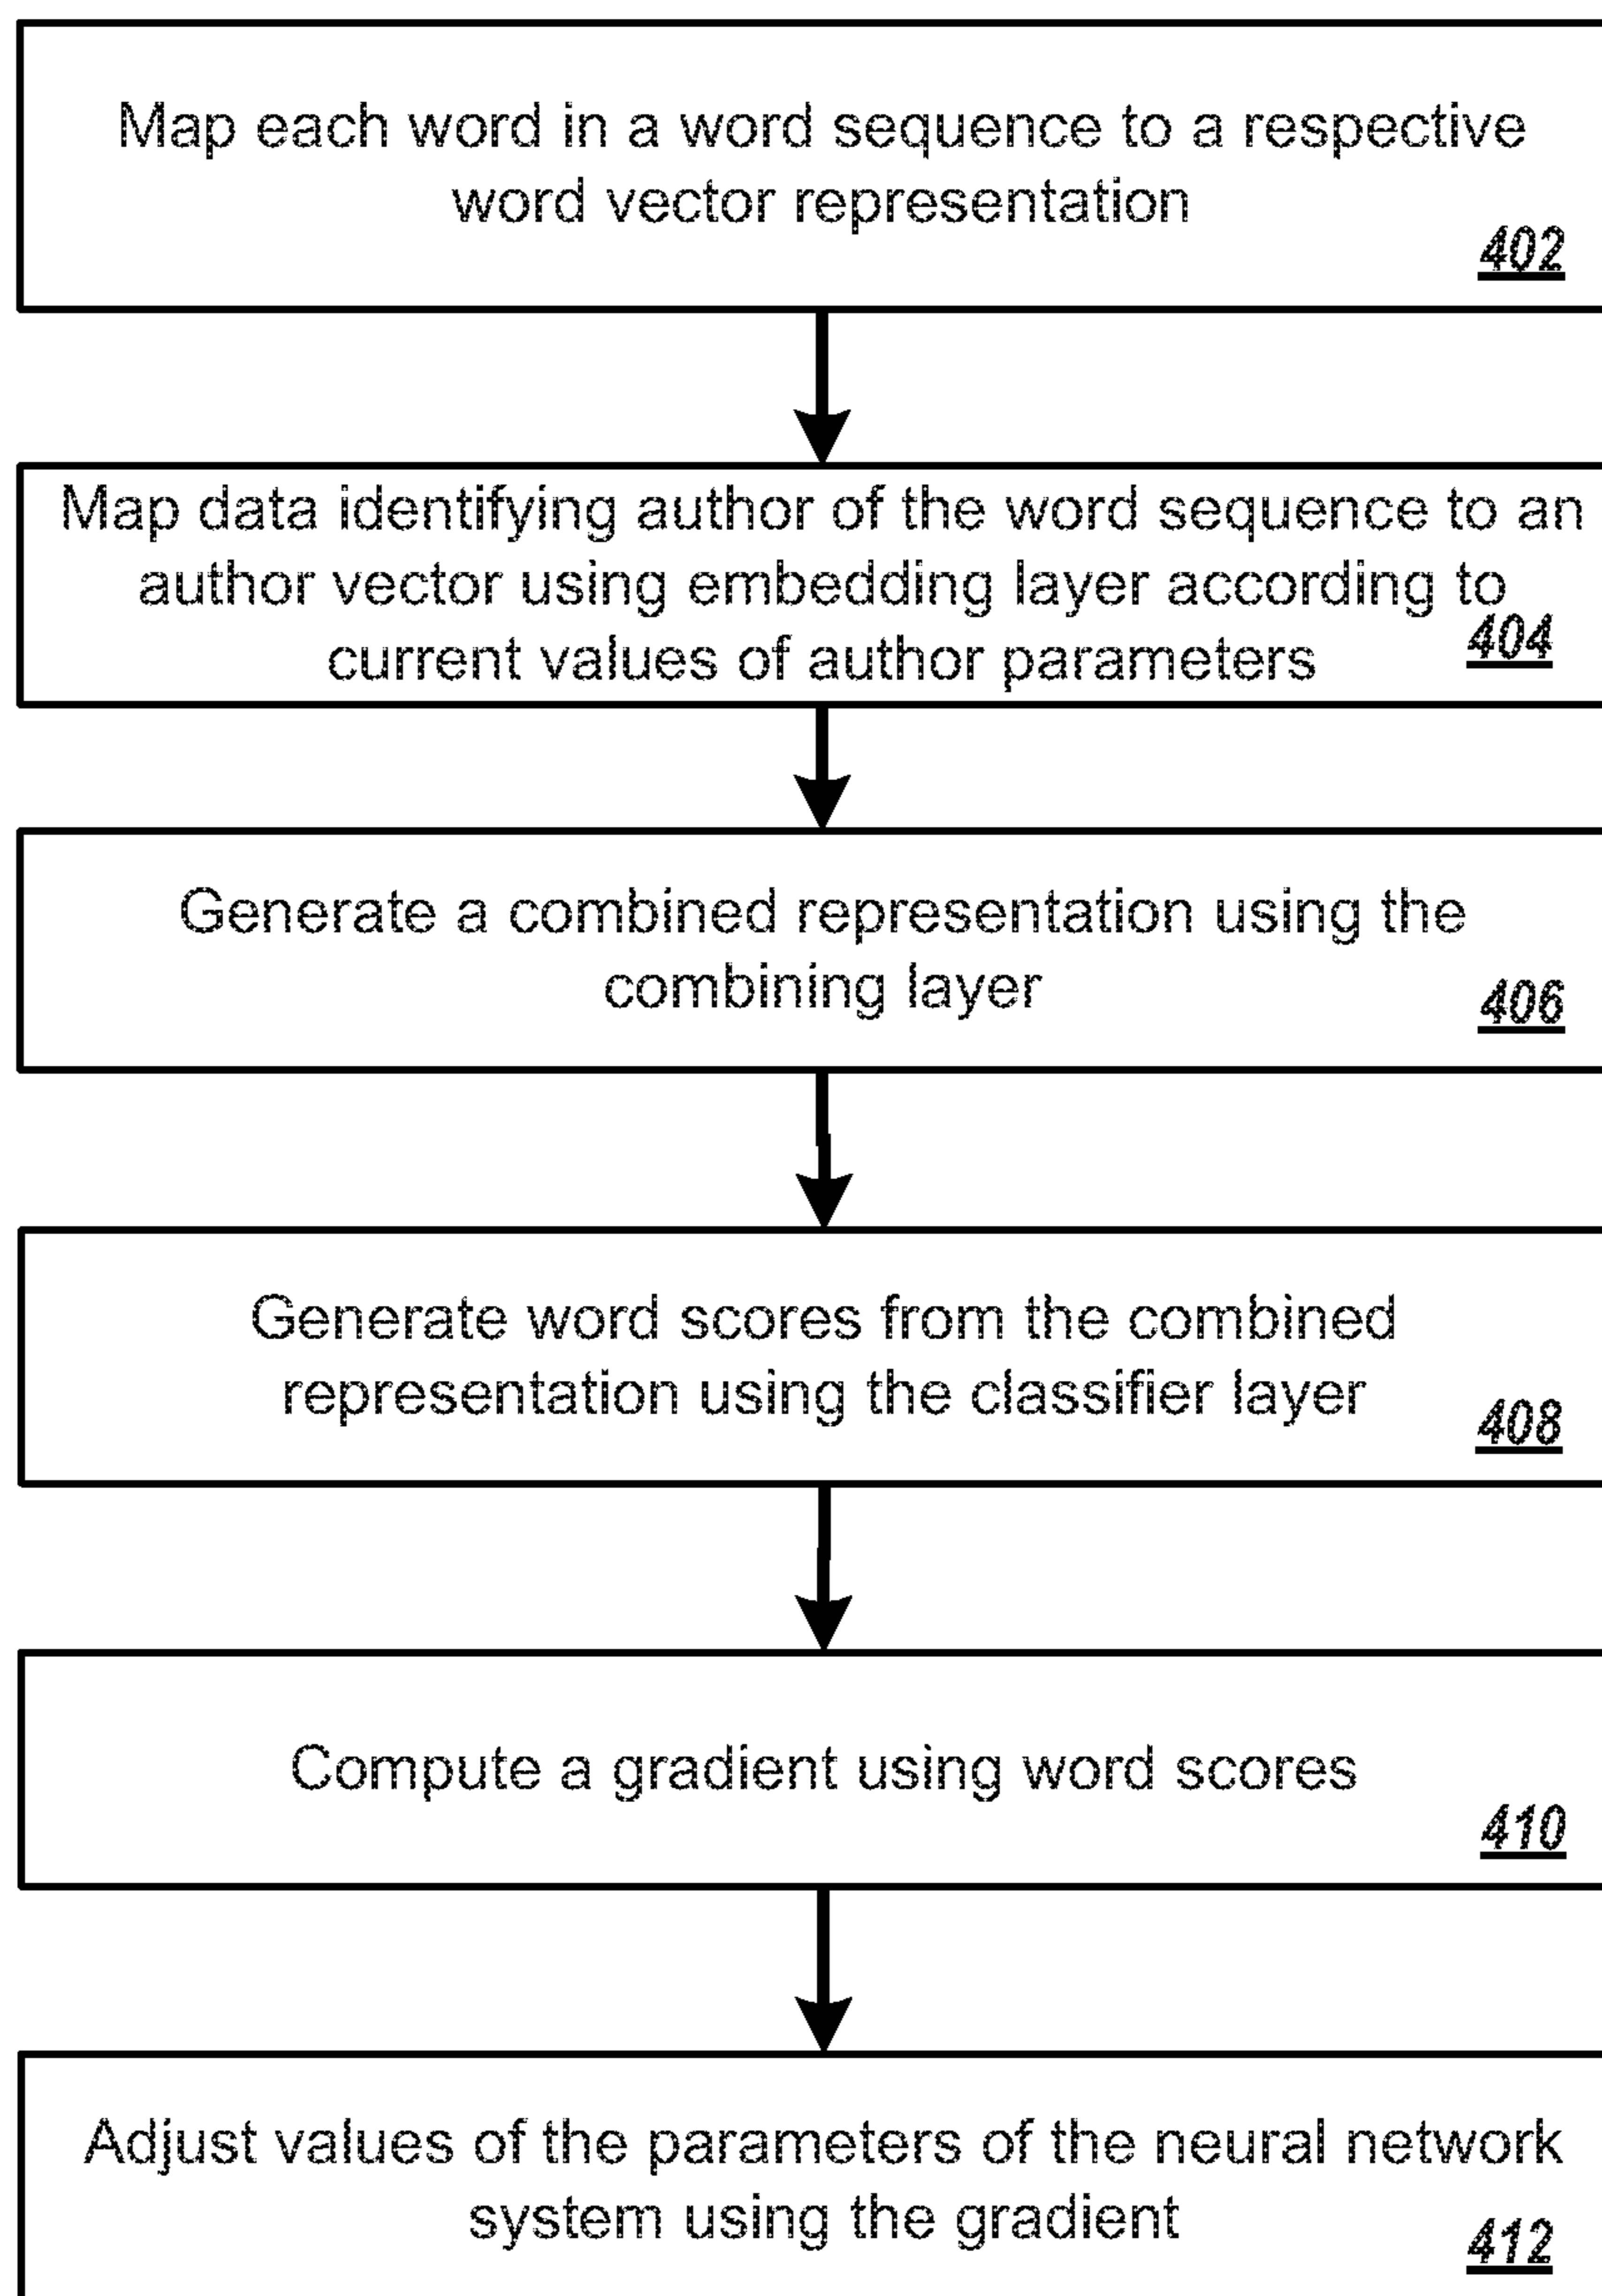 Map each word in a word sequence to a respective
word vector representation
402
Map data identifying author of the word sequence to an
author vector using embedding layer according to
current values of author parameters
404
Generate a combined representation using the
combining layer
406
Generate word scores from the combined
representation using the classifier layer
408
Compute a gradient using word scores
410
Adjust values of the parameters of the neural network
system using the gradient
412